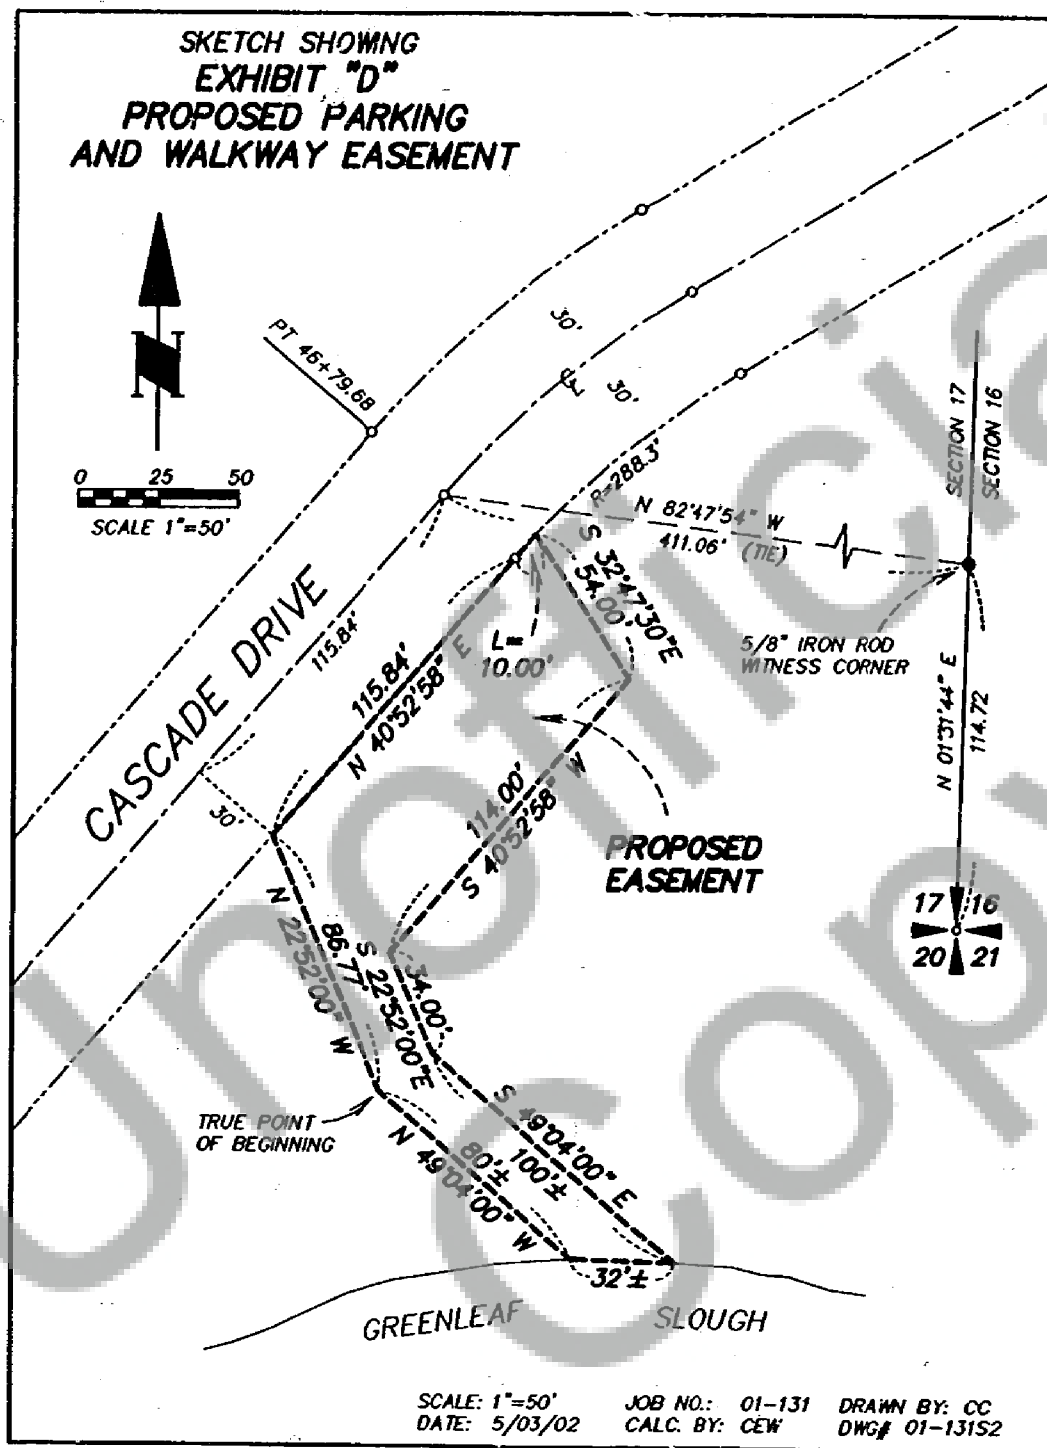 SKETCH SHOWING
EXHIBIT "D"
PROPOSED PARKING
AND WALKWAY EASEMENT
N
0 25 50
SCALE 1"=50'
PT 46+79.68
30'
30'
R=288.3'
SECTION 17
SECTION 16
N 82°47'54" W
411.06' (TIE)
S 32°47'30"E
54.00'
L=
10.00'
5/8" IRON ROD
WITNESS CORNER
CASCADE DRIVE
115.84'
115.84'
N 40°52'58" E
30'
114.00'
S 40°52'58" W
N 01°31'44" E
114.72
PROPOSED
EASEMENT
17 16
20 21
N 22°52'00" W
86.77'
S 22°52'00"E
34.00'
TRUE POINT
OF BEGINNING
N 49°04'00" W
80'±
S 49°04'00" E
100'±
32'±
GREENLEAF SLOUGH
SCALE: 1"=50' JOB NO.: 01-131 DRAWN BY: CC
DATE: 5/03/02 CALC. BY: CEW DWG# 01-131S2
Unofficial
Copy